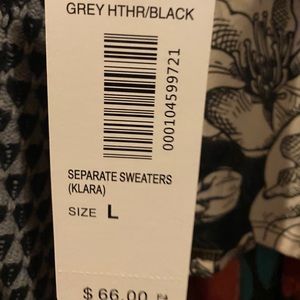 GREY HTHR/BLACK
000104599721
SEPARATE SWEATERS
(KLARA)
SIZE L
$66.00